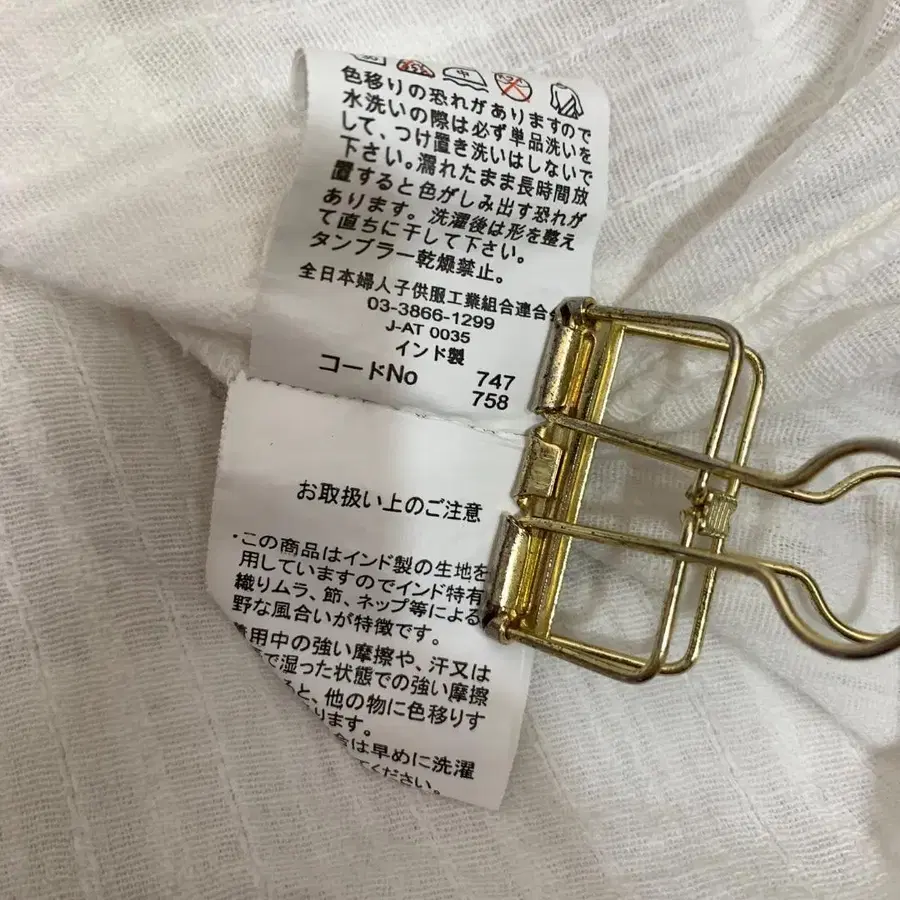 中
色移りの恐れがありますので
水洗いの際は必ず単品洗いを
して、つけ置き洗いはしないで
下さい。濡れたまま長時間放
置すると色がしみ出す恐れが
あります。洗濯後は形を整え
て直ちに干して下さい。
タンブラー乾燥禁止。
全日本婦人子供服工業組合連合
03-3866-1299
J-AT 0035
インド製
コードNo 747
758
お取扱い上のご注意
・この商品はインド製の生地を
用していますのでインド特有
織りムラ、節、ネップ等による
野な風合いが特徴です。
着用中の強い摩擦や、汗又は
で湿った状態での強い摩擦
と、他の物に色移りす
ります。
は早めに洗濯
ください。